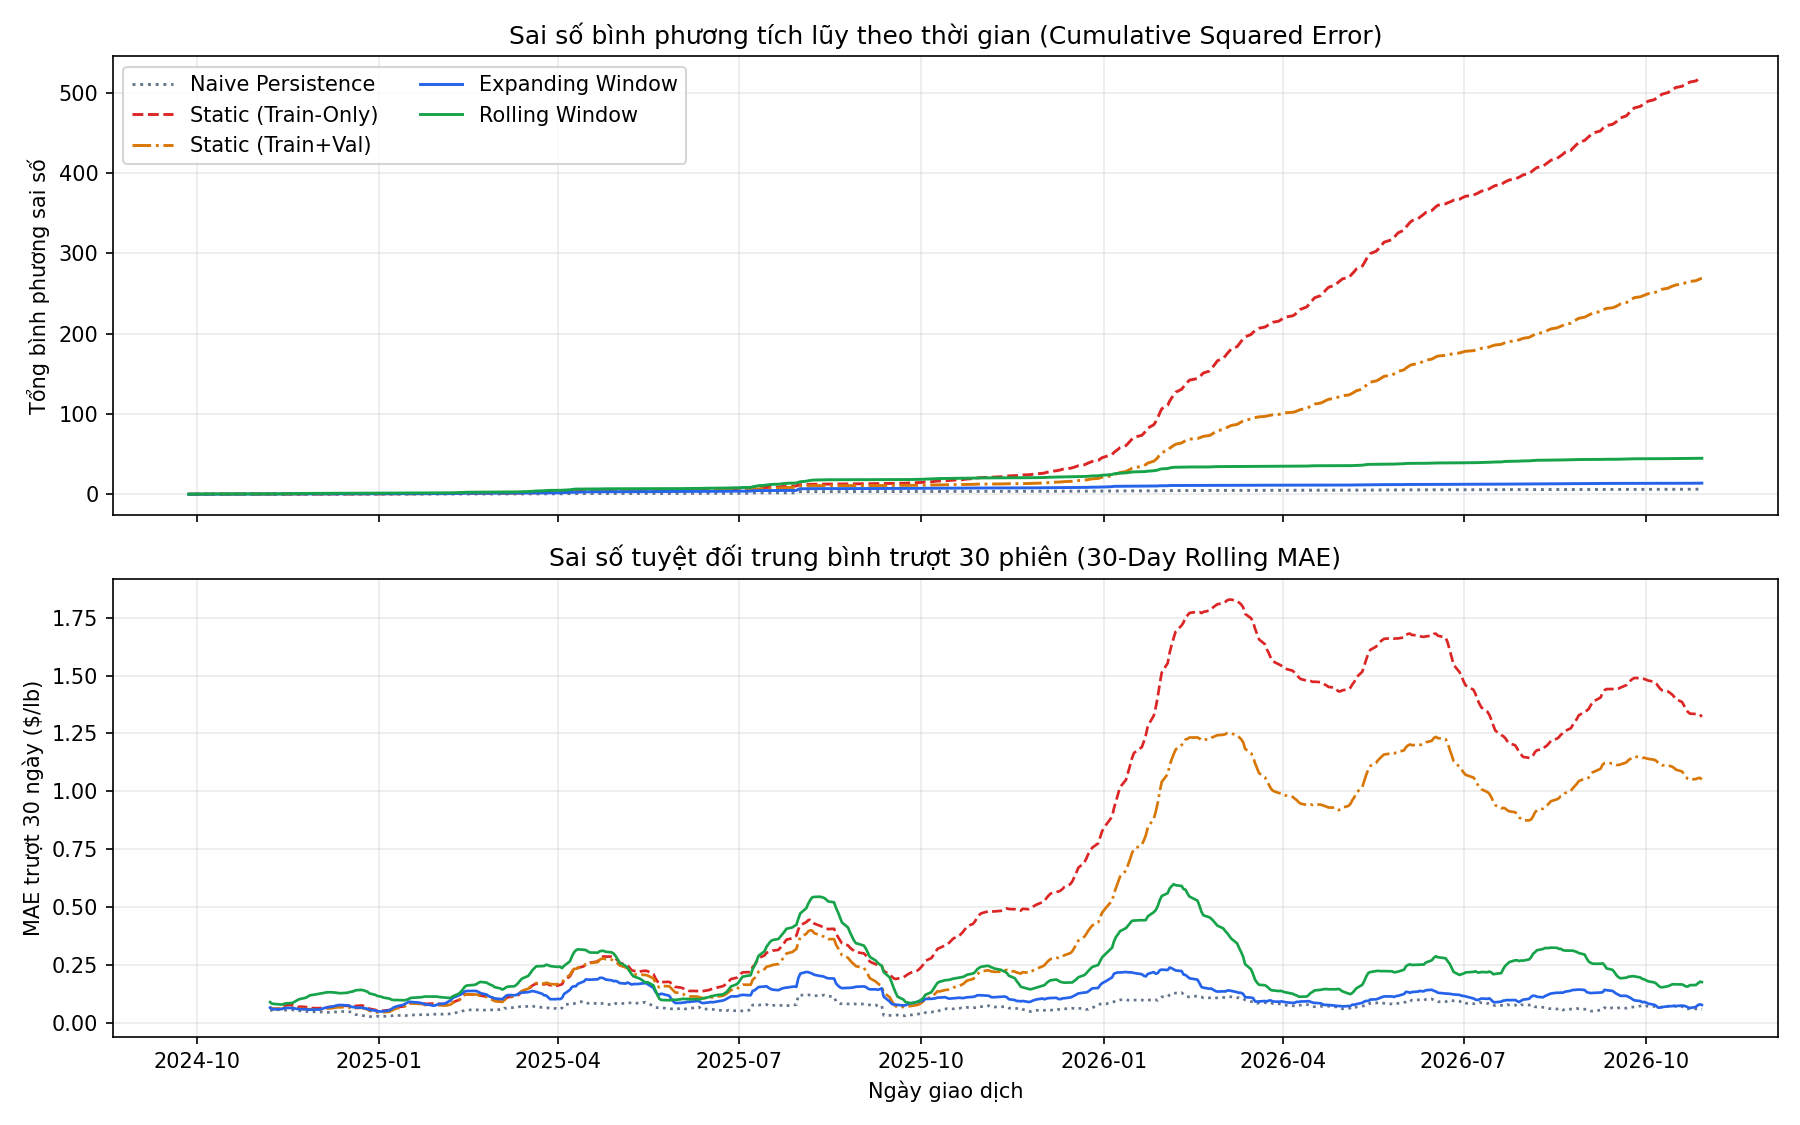 Sai số bình phương tích lũy theo thời gian (Cumulative Squared Error)
Naive Persistence
Static (Train-Only)
Static (Train+Val)
Expanding Window
Rolling Window
Tổng bình phương sai số
500
400
300
200
100
0
Sai số tuyệt đối trung bình trượt 30 phiên (30-Day Rolling MAE)
MAE trượt 30 ngày ($/lb)
1.75
1.50
1.25
1.00
0.75
0.50
0.25
0.00
2024-10 2025-01 2025-04 2025-07 2025-10 2026-01 2026-04 2026-07 2026-10
Ngày giao dịch